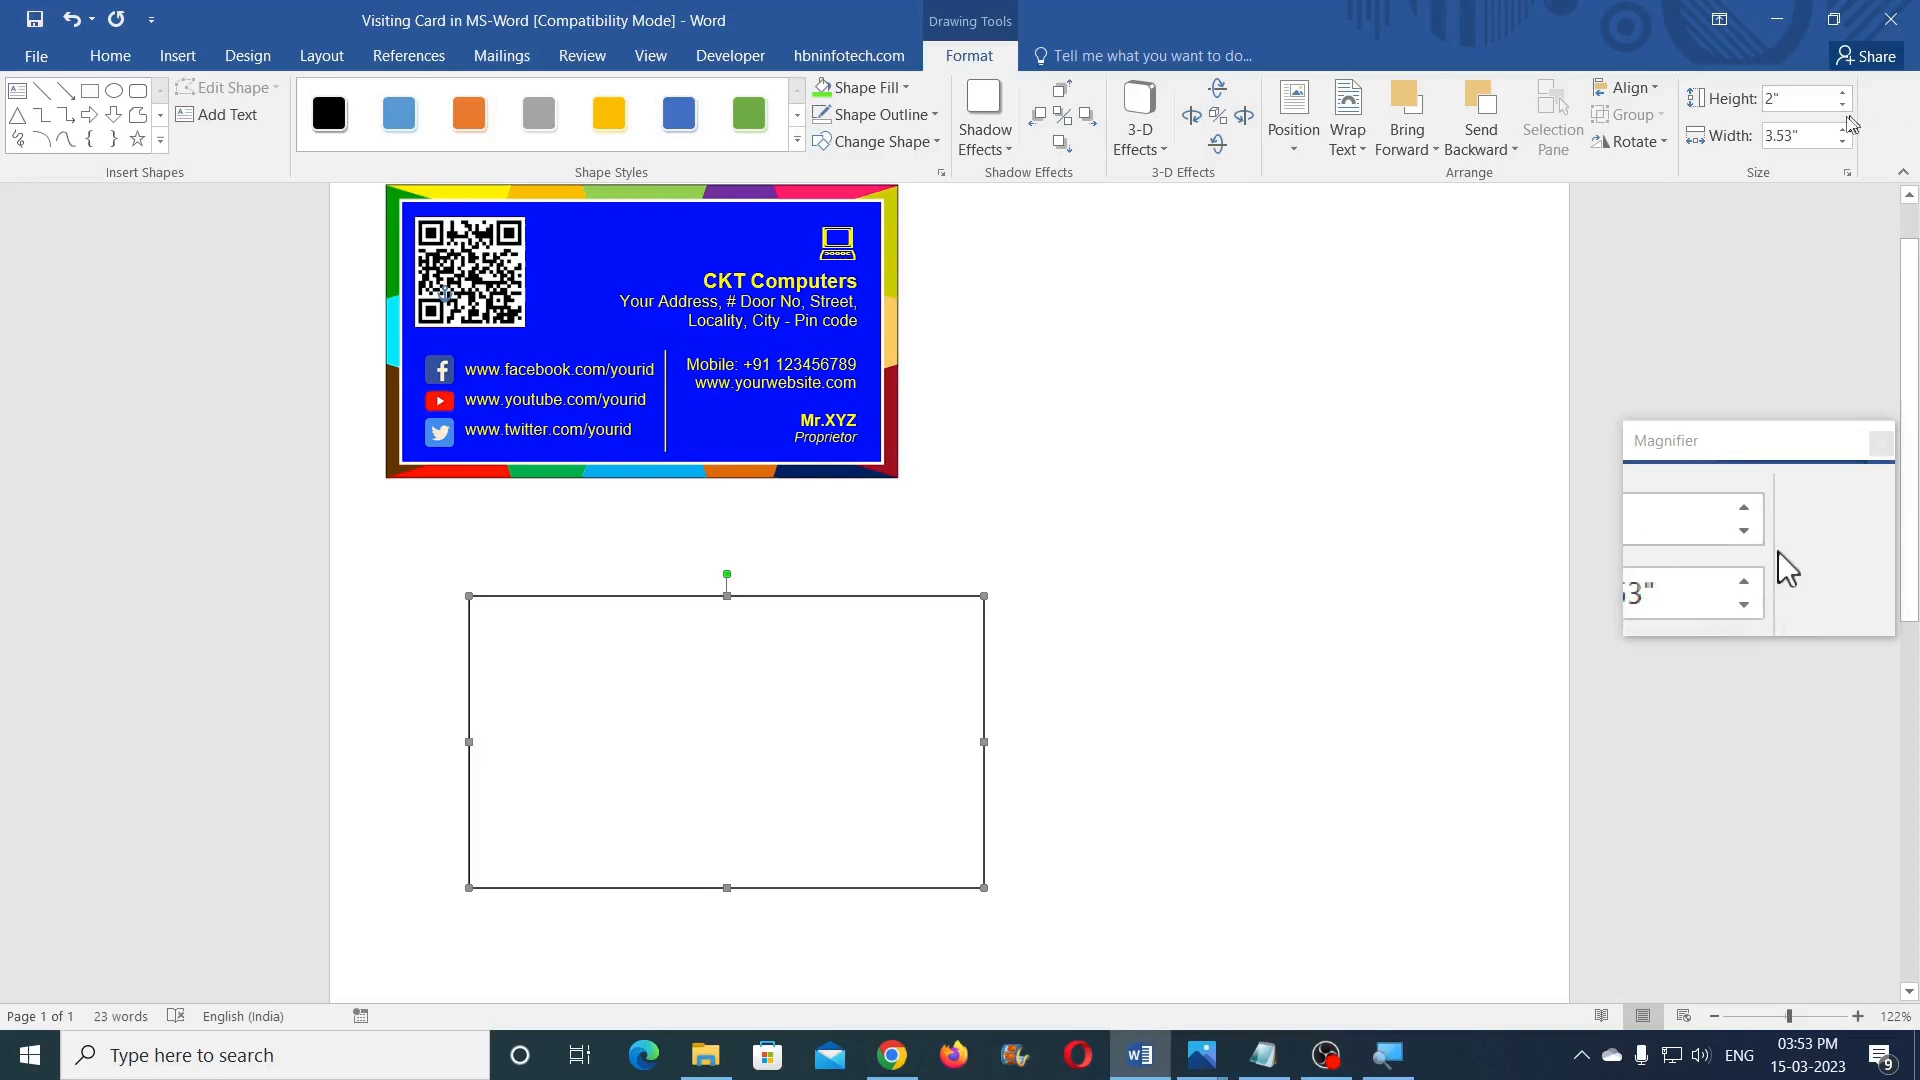 Visiting Card in MS-Word [Compatibility Mode] - Word
Drawing Tools
File Home Insert Design Layout References Mailings Review View Developer hbninfotech.com Format Tell me what you want to do... Share
Edit Shape
Add Text
Insert Shapes
Shape Fill
Shape Outline
Change Shape
Shape Styles
Shadow
Effects
Shadow Effects
3-D
Effects
3-D Effects
Position
Wrap
Text
Bring
Forward
Send
Backward
Selection
Pane
Align
Group
Rotate
Arrange
Height: 2"
Width: 3.53"
Size
CKT Computers
Your Address, # Door No, Street,
Locality, City - Pin code
www.facebook.com/yourid
www.youtube.com/yourid
www.twitter.com/yourid
Mobile: +91 123456789
www.yourwebsite.com
Mr.XYZ
Proprietor
Magnifier
53"
Page 1 of 1 23 words English (India) 122%
Type here to search
ENG
03:53 PM
15-03-2023
9